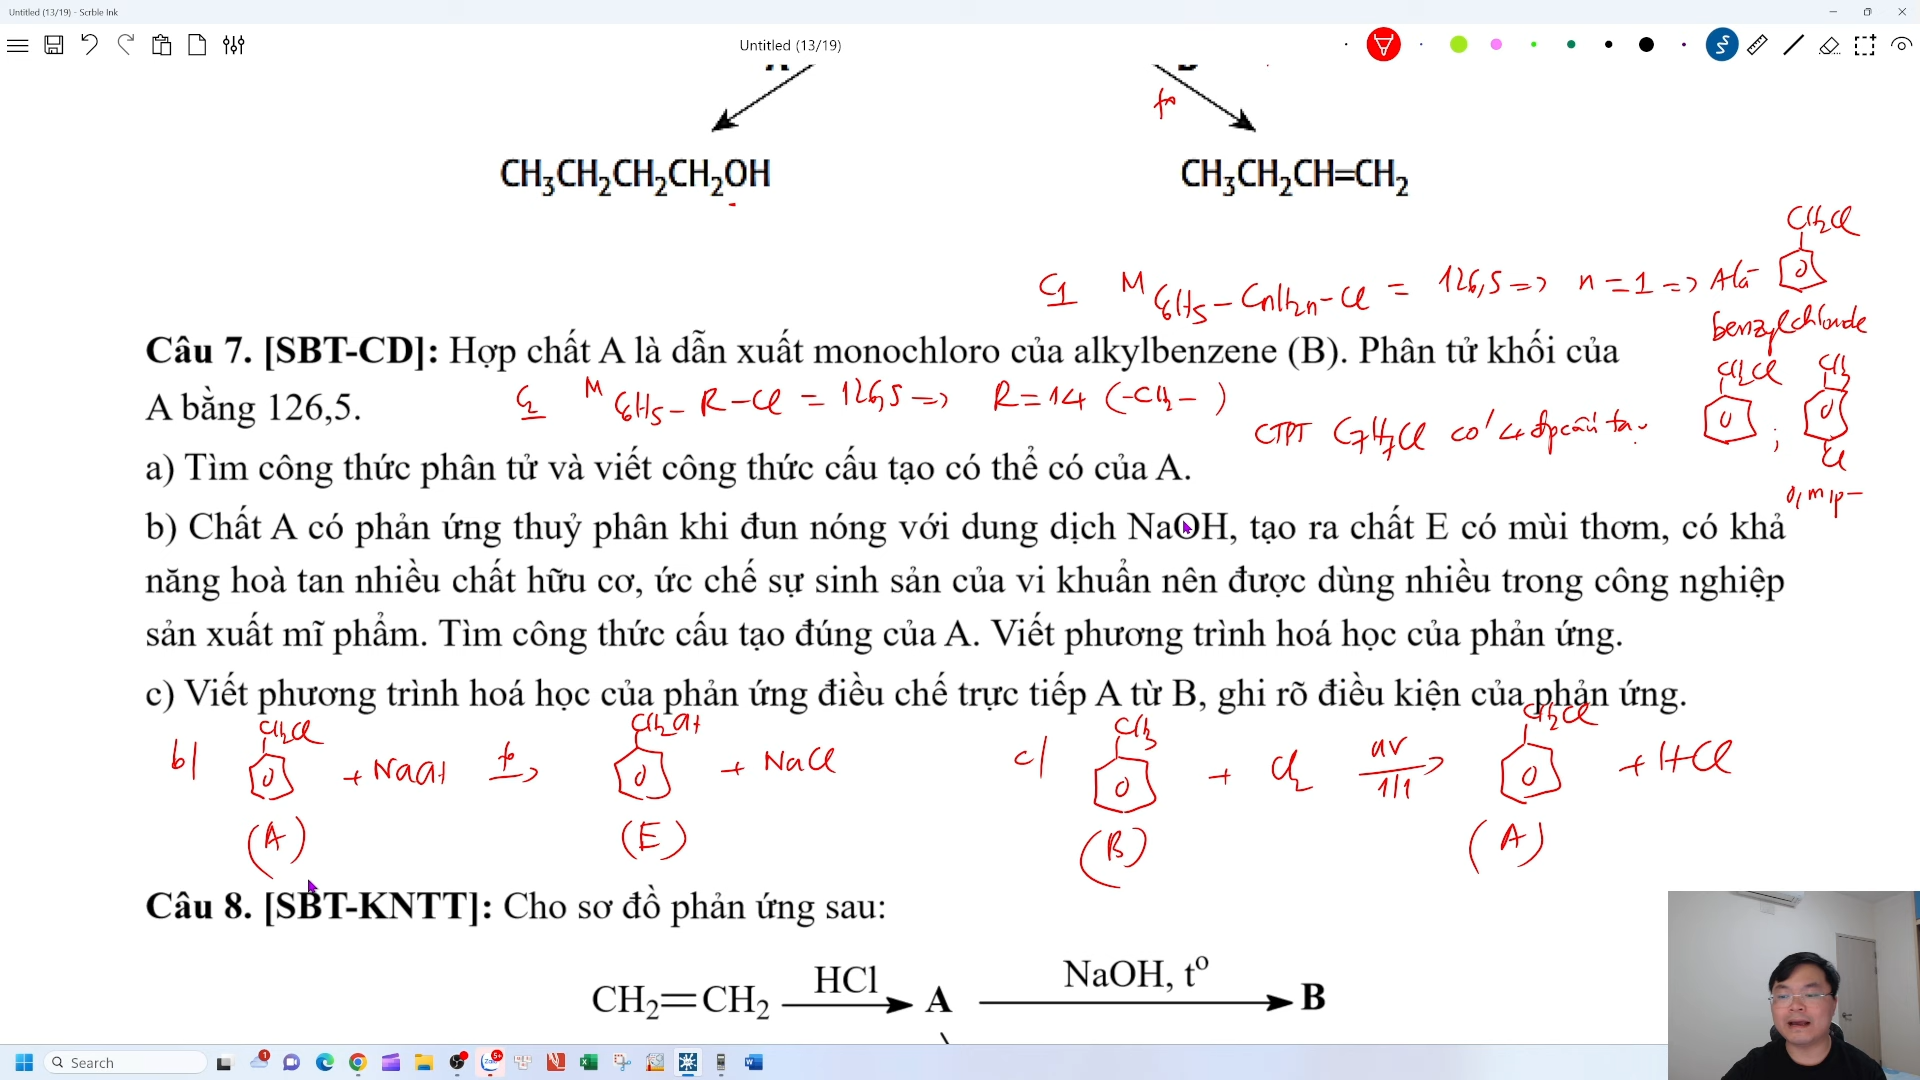 Untitled (13/19) - Scrble Ink
Untitled (13/19)
to
CH3CH2CH2CH2OH
CH3CH2CH=CH2
C1 M C6H5-CnH2n-Cl = 126,5 => n = 1 => A là
CH2Cl
benzylchloride
Câu 7. [SBT-CD]: Hợp chất A là dẫn xuất monochloro của alkylbenzene (B). Phân tử khối của
A bằng 126,5.
C2 M C6H5-R-Cl = 126,5 => R = 14 (-CH2-)
CTPT C7H7Cl có 4 đp cấu tạo
CH2Cl ; CH3
Cl
o, m, p-
a) Tìm công thức phân tử và viết công thức cấu tạo có thể có của A.
b) Chất A có phản ứng thuỷ phân khi đun nóng với dung dịch NaOH, tạo ra chất E có mùi thơm, có khả
năng hoà tan nhiều chất hữu cơ, ức chế sự sinh sản của vi khuẩn nên được dùng nhiều trong công nghiệp
sản xuất mĩ phẩm. Tìm công thức cấu tạo đúng của A. Viết phương trình hoá học của phản ứng.
c) Viết phương trình hoá học của phản ứng điều chế trực tiếp A từ B, ghi rõ điều kiện của phản ứng.
b) CH2Cl + NaOH to CH2OH + NaCl
(A) (E)
c) CH3 + Cl2 uv 1/1 CH2Cl + HCl
(B) (A)
Câu 8. [SBT-KNTT]: Cho sơ đồ phản ứng sau:
CH2=CH2 HCl A NaOH, to B
Search